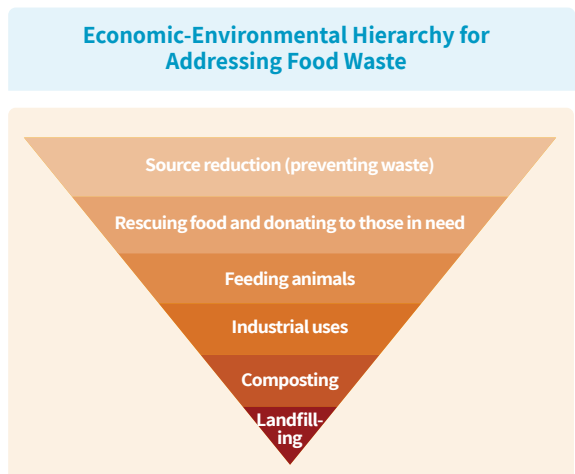 Economic-Environmental Hierarchy for
Addressing Food Waste
Source reduction (preventing waste)
Rescuing food and donating to those in need
Feeding animals
Industrial uses
Composting
Landfill-
ing